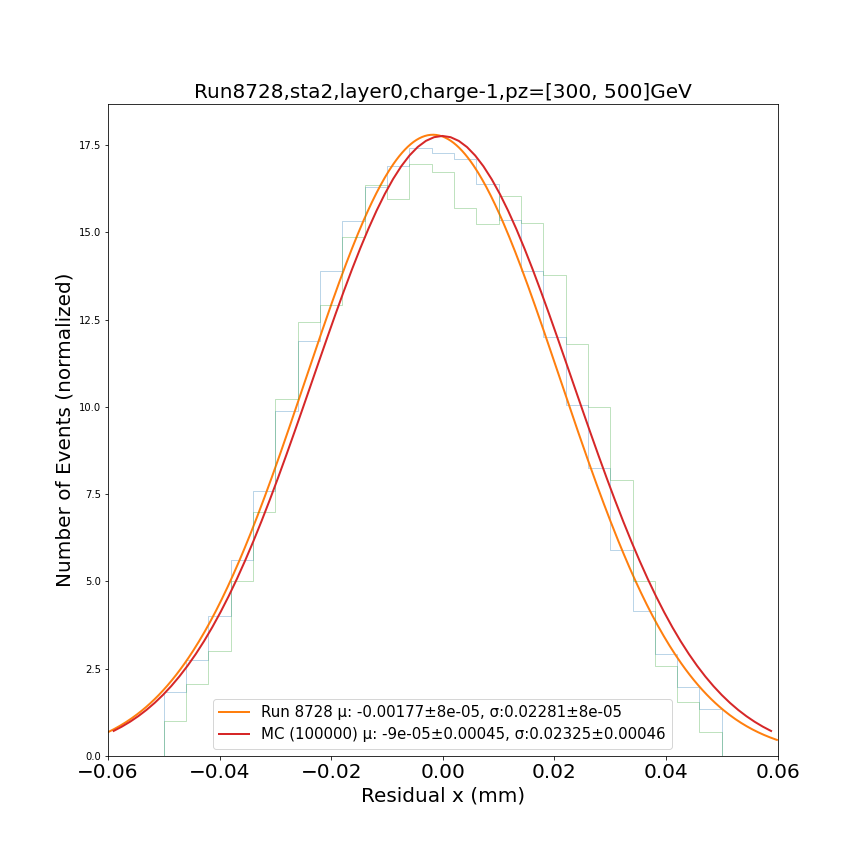 Run8728,sta2,layer0,charge-1,pz=[300, 500]GeV
Number of Events (normalized)
17.5
15.0
12.5
10.0
7.5
5.0
2.5
0.0
Run 8728 μ: -0.00177±8e-05, σ:0.02281±8e-05
MC (100000) μ: -9e-05±0.00045, σ:0.02325±0.00046
−0.06 −0.04 −0.02 0.00 0.02 0.04 0.06
Residual x (mm)